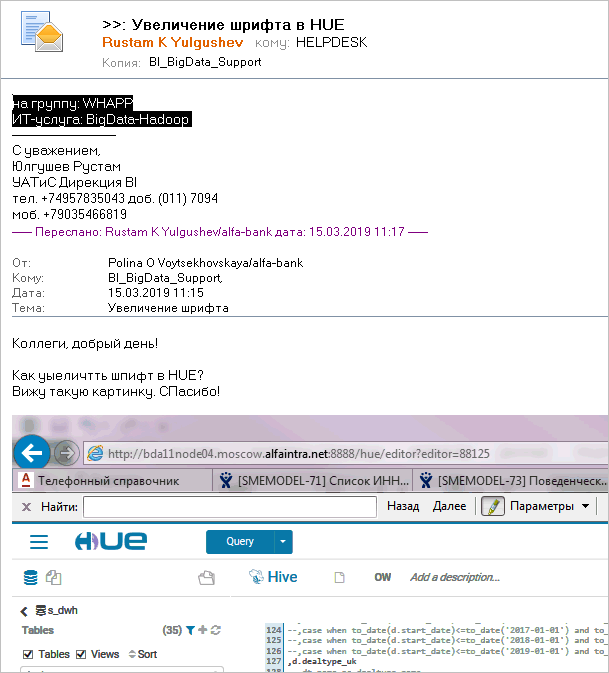 >>: Увеличение шрифта в HUE
Rustam K Yulgushev кому: HELPDESK
Копия: BI_BigData_Support
на группу: WHAPP
ИТ-услуга: BigData-Hadoop
С уважением,
Юлгушев Рустам
УАТиС Дирекция BI
тел. +74957835043 доб. (011) 7094
моб. +79035466819
----- Переслано: Rustam K Yulgushev/alfa-bank дата: 15.03.2019 11:17 -----
От: Polina O Voytsekhovskaya/alfa-bank
Кому: BI_BigData_Support,
Дата: 15.03.2019 11:15
Тема: Увеличение шрифта
Коллеги, добрый день!
Как уыеличтть шпифт в HUE?
Вижу такую картинку. СПасибо!
http://bda11node04.moscow.alfaintra.net:8888/hue/editor?editor=88125
A Телефонный справочник [SMEMODEL-71] Список ИНН... [SMEMODEL-73] Поведенческ...
x Найти: Назад Далее Параметры
HUE Query
Hive OW Add a description...
s_dwh
Tables (35)
Tables Views Sort
124 --,case when to_date(d.start_date)<=to_date('2017-01-01') and to_
125 --,case when to_date(d.start_date)<=to_date('2018-01-01') and to_
126 --,case when to_date(d.start_date)<=to_date('2019-01-01') and to_
127 ,d.dealtype_uk